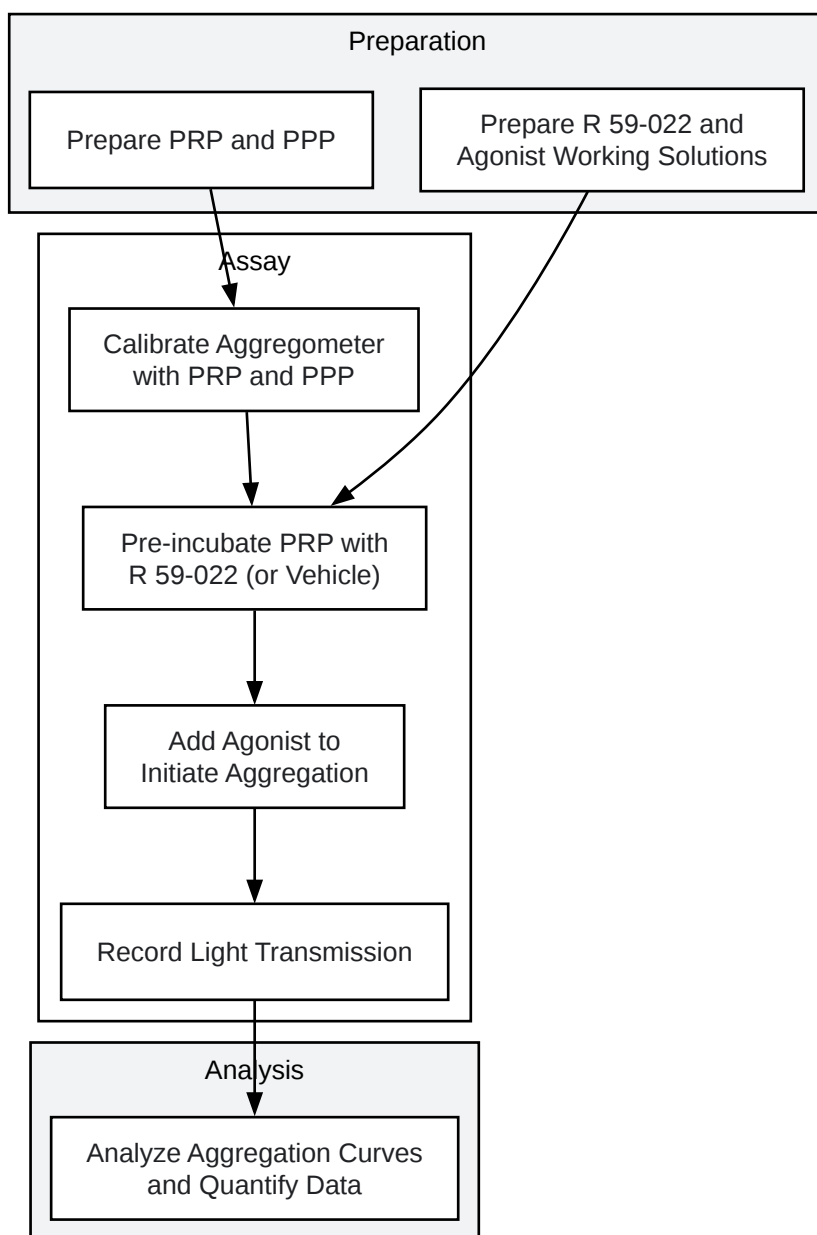 Preparation
Prepare PRP and PPP
Prepare R 59-022 and
Agonist Working Solutions
Assay
Calibrate Aggregometer
with PRP and PPP
Pre-incubate PRP with
R 59-022 (or Vehicle)
Add Agonist to
Initiate Aggregation
Record Light Transmission
Analysis
Analyze Aggregation Curves
and Quantify Data